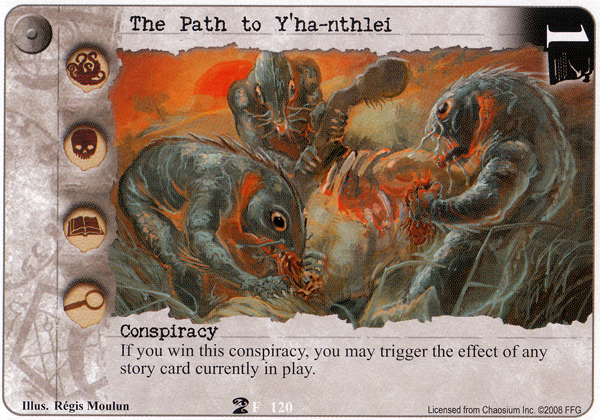 The Path to Y'ha-nthlei
1
Conspiracy
If you win this conspiracy, you may trigger the effect of any
story card currently in play.
Illus. Régis Moulun
F 120
Licensed from Chaosium Inc. ©2008 FFG